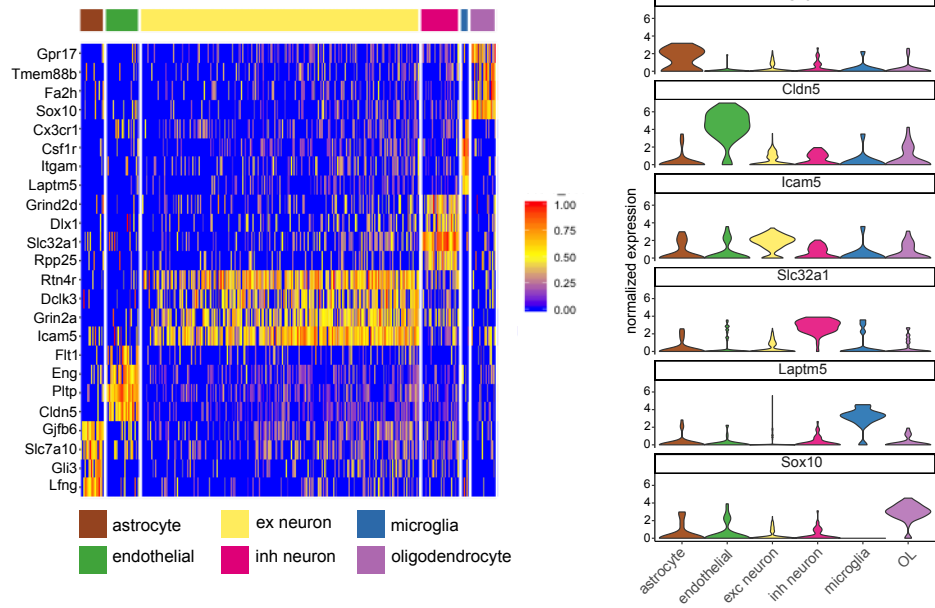 Gpr17
Tmem88b
Fa2h
Sox10
Cx3cr1
Csf1r
Itgam
Laptm5
Grind2d
Dlx1
Slc32a1
Rpp25
Rtn4r
Dclk3
Grin2a
Icam5
Flt1
Eng
Pltp
Cldn5
Gjfb6
Slc7a10
Gli3
Lfng
1.00
0.75
0.50
0.25
0.00
astrocyte
ex neuron
microglia
endothelial
inh neuron
oligodendrocyte
normalized expression
6
4
2
0
Cldn5
6
4
2
0
Icam5
6
4
2
0
Slc32a1
6
4
2
0
Laptm5
6
4
2
0
Sox10
6
4
2
0
astrocyte
endothelial
exc neuron
inh neuron
microglia
OL